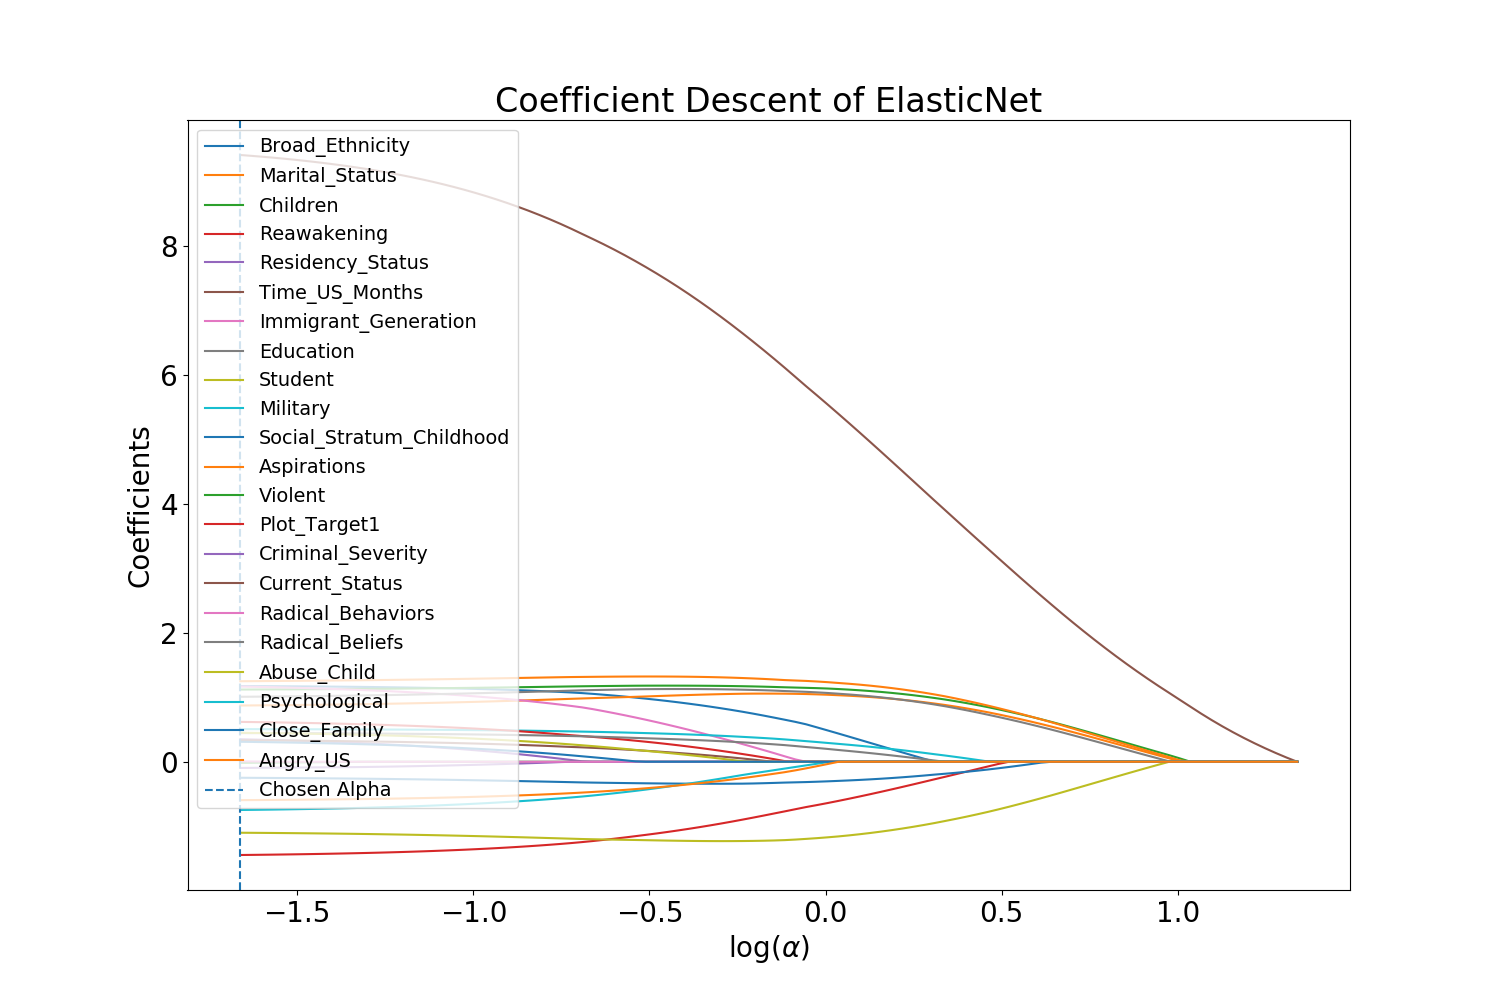 Coefficient Descent of ElasticNet
Broad_Ethnicity
Marital_Status
Children
Reawakening
Residency_Status
Time_US_Months
Immigrant_Generation
Education
Student
Military
Social_Stratum_Childhood
Aspirations
Violent
Plot_Target1
Criminal_Severity
Current_Status
Radical_Behaviors
Radical_Beliefs
Abuse_Child
Psychological
Close_Family
Angry_US
Chosen Alpha
8
6
4
2
0
Coefficients
−1.5 −1.0 −0.5 0.0 0.5 1.0
log(α)